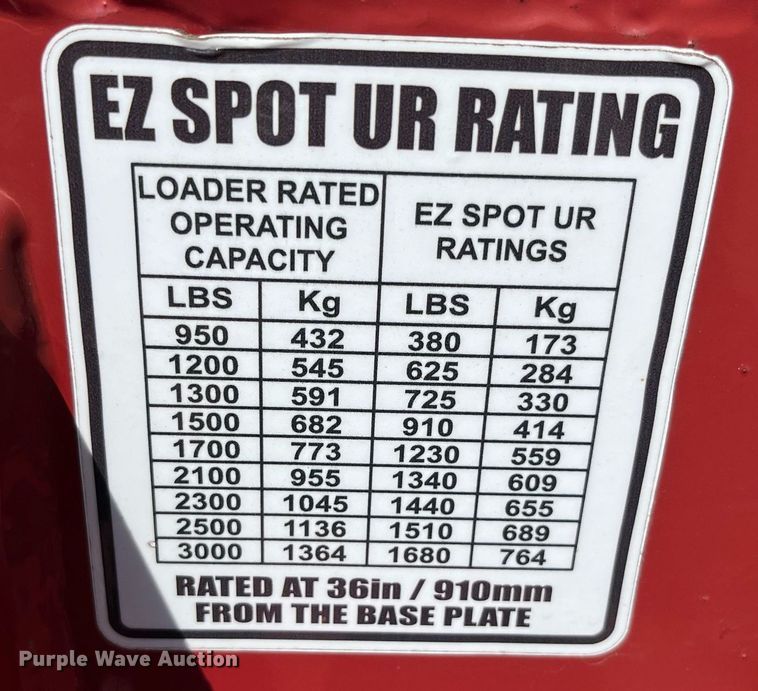 EZ SPOT UR RATING
LOADER RATED
OPERATING
CAPACITY
EZ SPOT UR
RATINGS
LBS Kg LBS Kg
950 432 380 173
1200 545 625 284
1300 591 725 330
1500 682 910 414
1700 773 1230 559
2100 955 1340 609
2300 1045 1440 655
2500 1136 1510 689
3000 1364 1680 764
RATED AT 36in / 910mm
FROM THE BASE PLATE
Purple Wave Auction